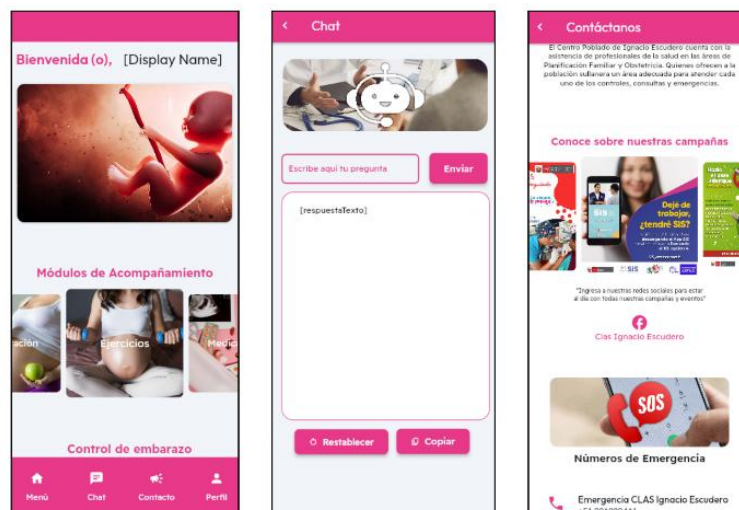 Bienvenida (o), [Display Name]
Módulos de Acompañamiento
ación
Ejercicios
Medic
Control de embarazo
Menú
Chat
Contacto
Perfil
Chat
Escribe aquí tu pregunta
Enviar
[respuestaTexto]
Restablecer
Copiar
Contáctanos
El Centro Poblado de Ignacio Escudero cuenta con la
asistencia de profesionales de la salud en las áreas de
Planificación Familiar y Obstetricia. Quienes ofrecen a la
población sullanera un área adecuada para atender cada
uno de los controles, consultas y emergencias.
Conoce sobre nuestras campañas
SIS
Dejé de
trabajar,
¿tendré SIS?
SIS
"Ingresa a nuestras redes sociales para estar
al día con todas nuestras campañas y eventos"
Clas Ignacio Escudero
SOS
Números de Emergencia
Emergencia CLAS Ignacio Escudero